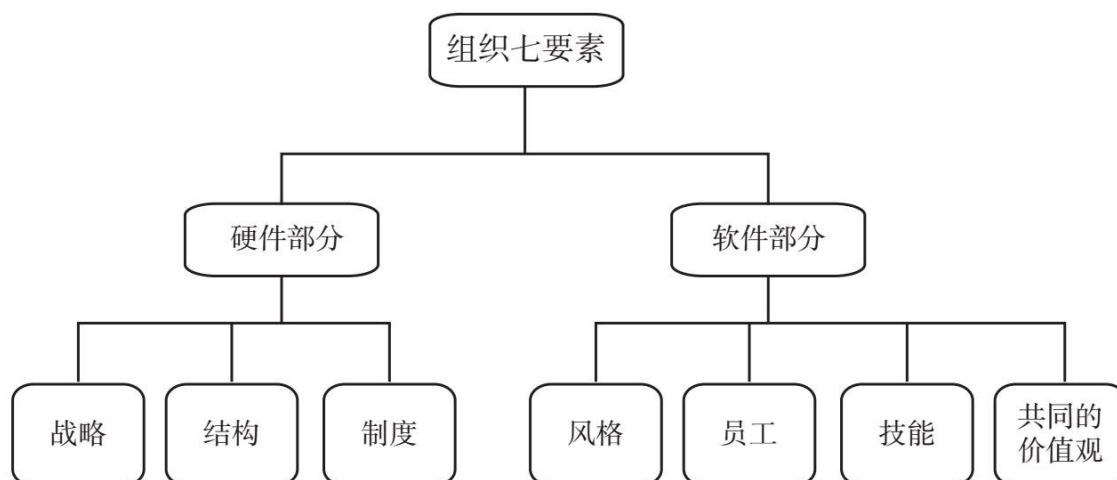 组织七要素
硬件部分
软件部分
战略
结构
制度
风格
员工
技能
共同的
价值观